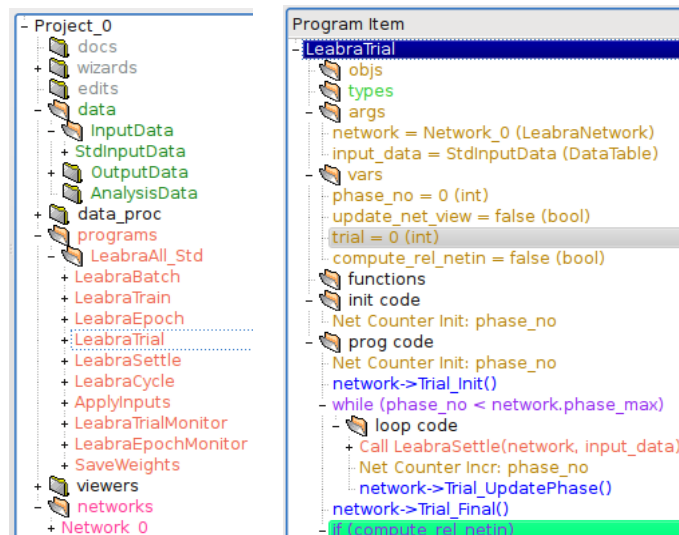 Project_0
docs
wizards
edits
data
InputData
StdInputData
OutputData
AnalysisData
data_proc
programs
LeabraAll_Std
LeabraBatch
LeabraTrain
LeabraEpoch
LeabraTrial
LeabraSettle
LeabraCycle
ApplyInputs
LeabraTrialMonitor
LeabraEpochMonitor
SaveWeights
viewers
networks
Network_0
Program Item
LeabraTrial
objs
types
args
network = Network_0 (LeabraNetwork)
input_data = StdInputData (DataTable)
vars
phase_no = 0 (int)
update_net_view = false (bool)
trial = 0 (int)
compute_rel_netin = false (bool)
functions
init code
Net Counter Init: phase_no
prog code
Net Counter Init: phase_no
network->Trial_Init()
while (phase_no < network.phase_max)
loop code
Call LeabraSettle(network, input_data)
Net Counter Incr: phase_no
network->Trial_UpdatePhase()
network->Trial_Final()
if (compute_rel_netin)